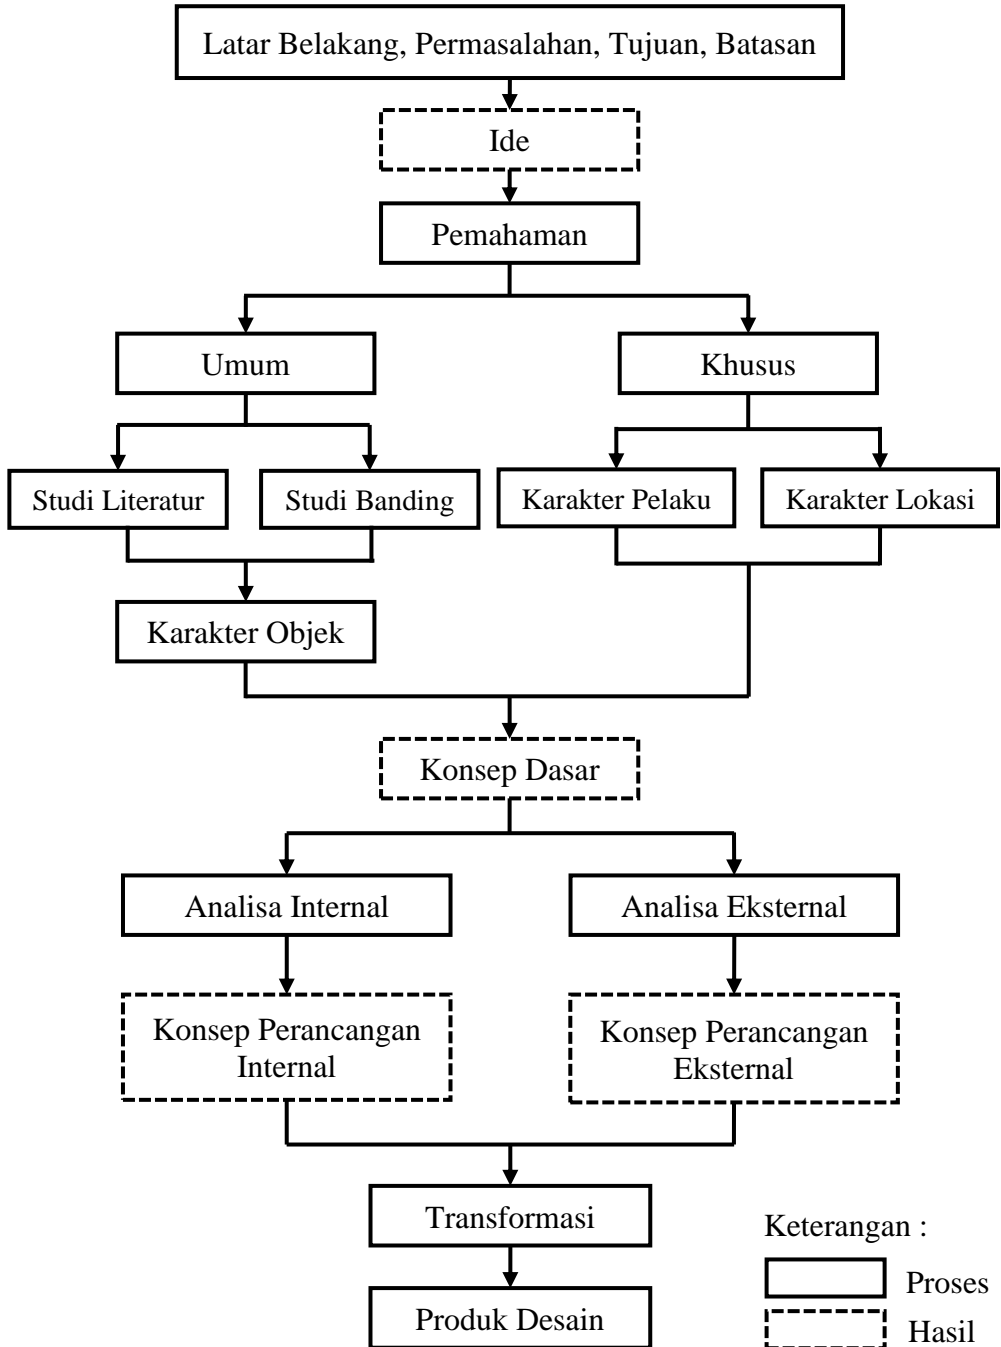 Latar Belakang, Permasalahan, Tujuan, Batasan
Ide
Pemahaman
Umum
Khusus
Studi Literatur
Studi Banding
Karakter Pelaku
Karakter Lokasi
Karakter Objek
Konsep Dasar
Analisa Internal
Analisa Eksternal
Konsep Perancangan
Internal
Konsep Perancangan
Eksternal
Transformasi
Produk Desain
Keterangan :
Proses
Hasil